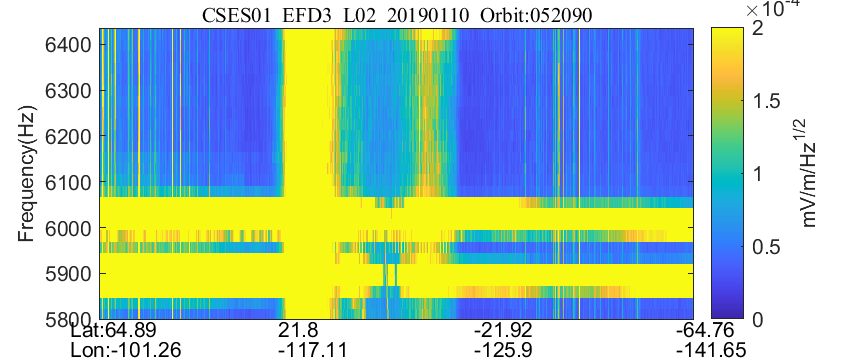 CSES01 EFD3 L02 20190110 Orbit:052090
×10⁻⁴
6400
6300
6200
6100
6000
5900
5800
Frequency(Hz)
2
1.5
1
0.5
0
mV/m/Hz^1/2
Lat:64.89 21.8 -21.92 -64.76
Lon:-101.26 -117.11 -125.9 -141.65